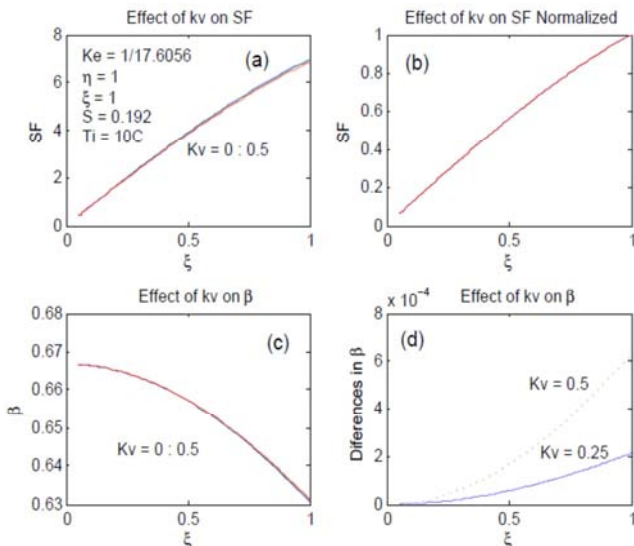 Effect of kv on SF
8
6
4
2
0
SF
Ke = 1/17.6056
η = 1
ξ = 1
S = 0.192
Ti = 10C
(a)
Kv = 0 : 0.5
0 0.5 1
ξ
Effect of kv on SF Normalized
1
0.8
0.6
0.4
0.2
0
SF
(b)
0 0.5 1
ξ
Effect of kv on β
0.68
0.67
0.66
0.65
0.64
0.63
β
(c)
Kv = 0 : 0.5
0 0.5 1
ξ
x 10⁻⁴ Effect of kv on β
8
6
4
2
0
Diferences in β
(d)
Kv = 0.5
Kv = 0.25
0 0.5 1
ξ